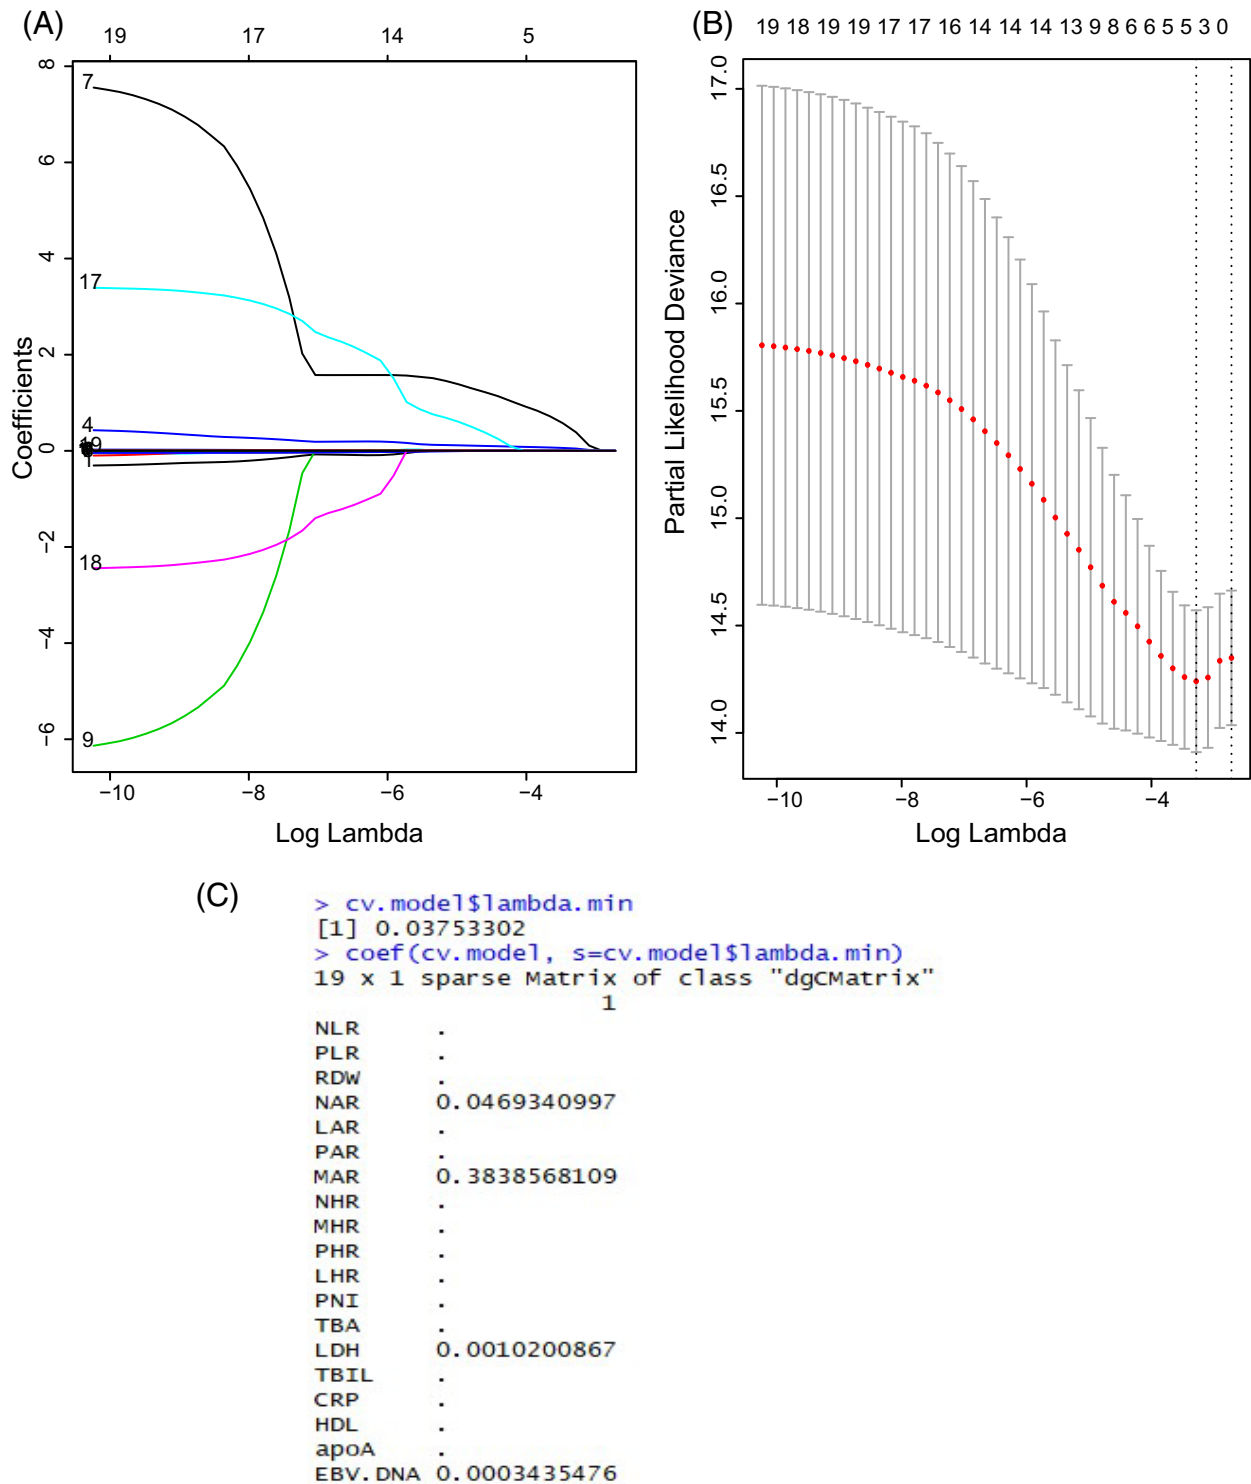 (A)
19 17 14 5
8
6
4
2
0
−2
−4
−6
Coefficients
7
17
4
19
1
18
9
−10 −8 −6 −4
Log Lambda
(B)
19 18 19 19 17 17 16 14 14 14 13 9 8 6 6 5 5 3 0
17.0
16.5
16.0
15.5
15.0
14.5
14.0
Partial Likelihood Deviance
−10 −8 −6 −4
Log Lambda
(C)
> cv.model$lambda.min
[1] 0.03753302
> coef(cv.model, s=cv.model$lambda.min)
19 x 1 sparse Matrix of class "dgCMatrix"
1
NLR .
PLR .
RDW .
NAR 0.0469340997
LAR .
PAR .
MAR 0.3838568109
NHR .
MHR .
PHR .
LHR .
PNI .
TBA .
LDH 0.0010200867
TBIL .
CRP .
HDL .
apoA .
EBV.DNA 0.0003435476